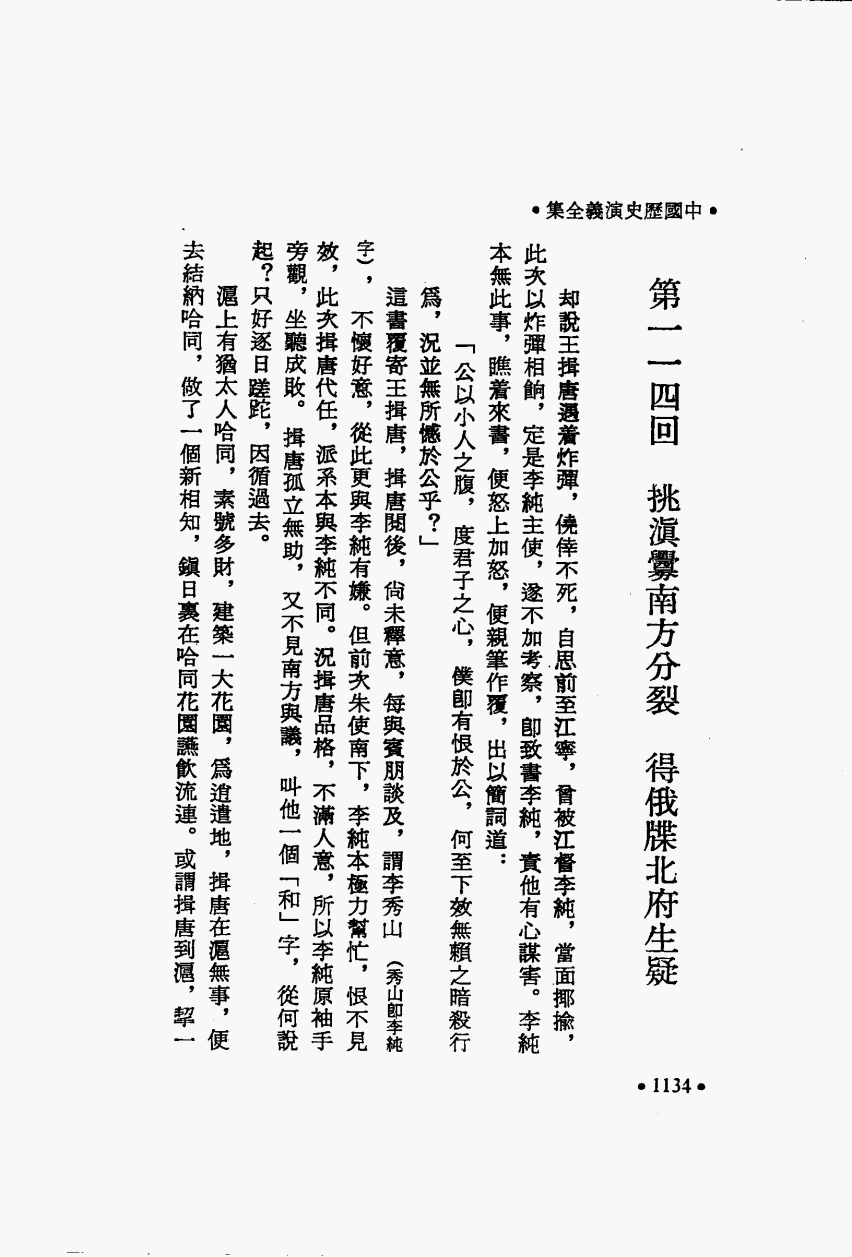 •中國歷史演義全集•
第一一四回　挑滇釁南方分裂　得俄牒北府生疑
却說王揖唐遇着炸彈，僥倖不死，自思前至江寧，曾被江督李純，當面揶揄，
此次以炸彈相餉，定是李純主使，遂不加考察，卽致書李純，責他有心謀害。李純
本無此事，瞧着來書，便怒上加怒，便親筆作覆，出以簡詞道：
「公以小人之腹，度君子之心，僕卽有恨於公，何至下效無賴之暗殺行
爲，況並無所憾於公乎？」
這書覆寄王揖唐，揖唐閱後，尙未釋意，每與賓朋談及，謂李秀山（秀山卽李純
字），不懷好意，從此更與李純有嫌。但前次朱使南下，李純本極力幫忙，恨不見
效，此次揖唐代任，派系本與李純不同。況揖唐品格，不滿人意，所以李純原袖手
旁觀，坐聽成敗。揖唐孤立無助，又不見南方與議，叫他一個「和」字，從何說
起？只好逐日蹉跎，因循過去。
滬上有猶太人哈同，素號多財，建築一大花園，爲逍遣地，揖唐在滬無事，便
去結納哈同，做了一個新相知，鎭日裏在哈同花園讌飮流連。或謂揖唐到滬，挈一
•1134•